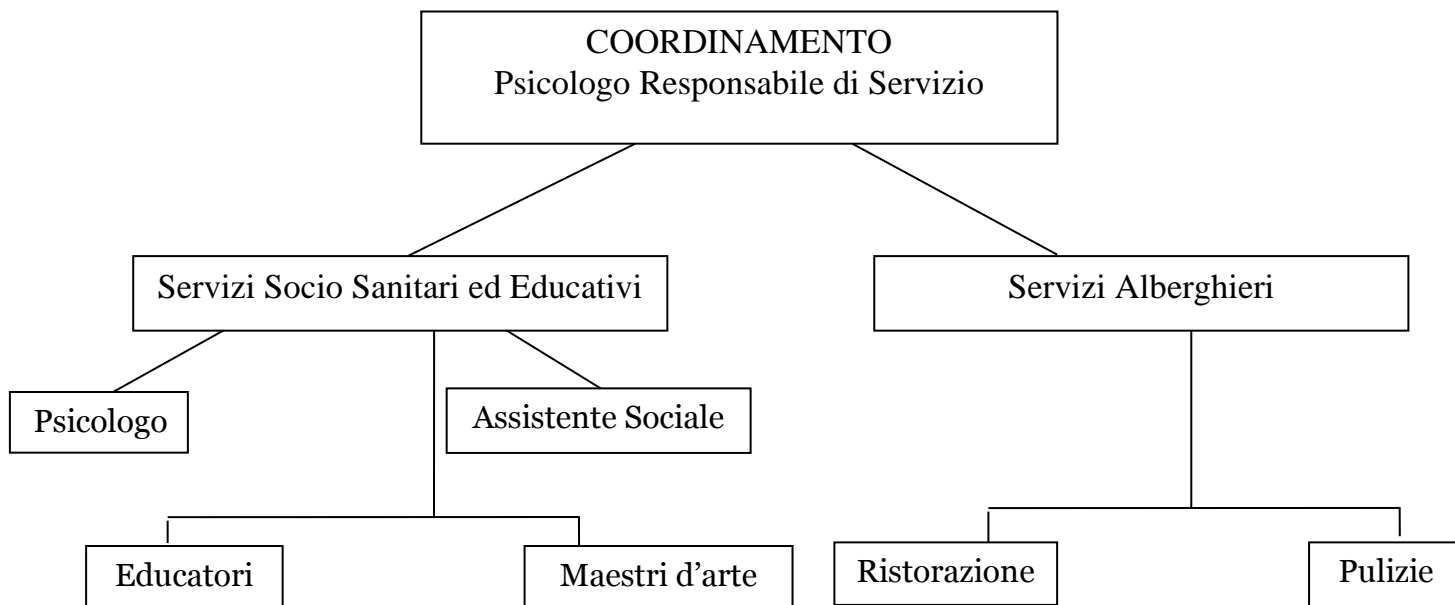 COORDINAMENTO
Psicologo Responsabile di Servizio
Servizi Socio Sanitari ed Educativi
Servizi Alberghieri
Psicologo
Assistente Sociale
Educatori
Maestri d’arte
Ristorazione
Pulizie